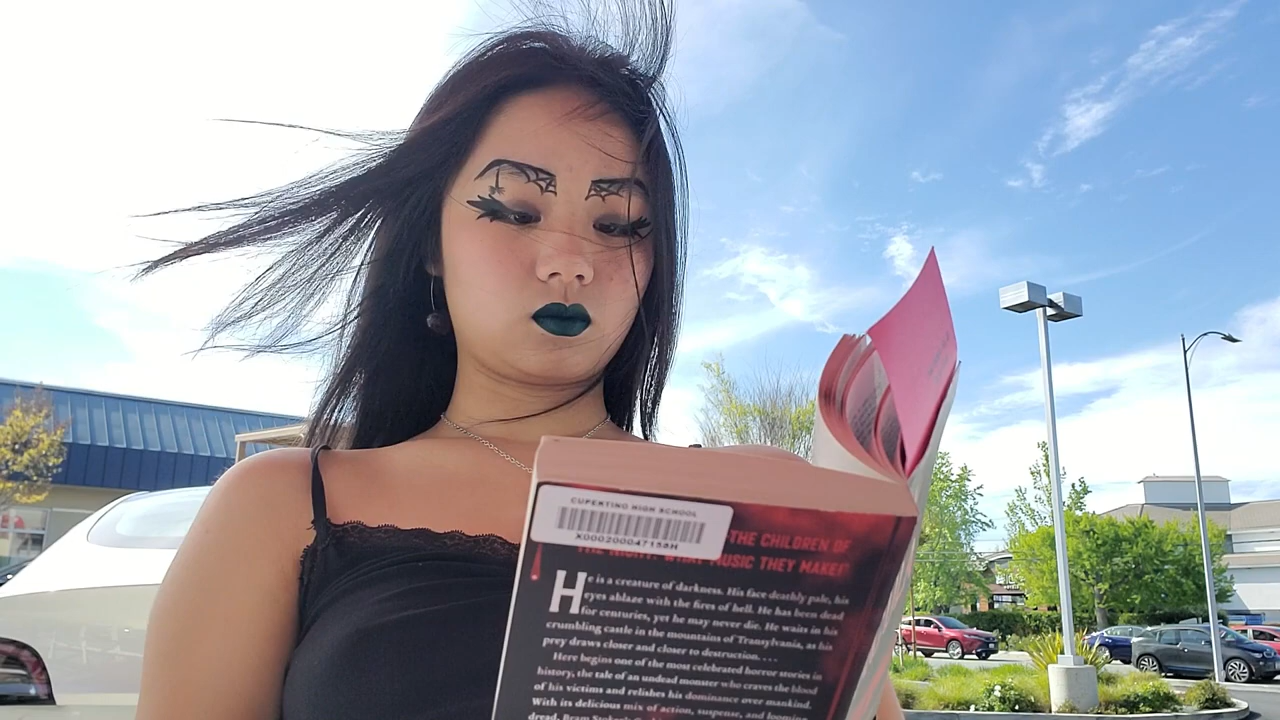 CUPERTINO HIGH SCHOOL
X000200047158H
THE CHILDREN OF
THE NIGHT. WHAT MUSIC THEY MAKE!"
He is a creature of darkness. His face deathly pale, his
eyes ablaze with the fires of hell. He has been dead
for centuries, yet he may never die. He waits in his
crumbling castle in the mountains of Transylvania, as his
prey draws closer and closer to destruction. . . .
Here begins one of the most celebrated horror stories in
history, the tale of an undead monster who craves the blood
of his victims and relishes his dominance over mankind.
With its delicious mix of action, suspense, and looming
dread, Bram Stoker's